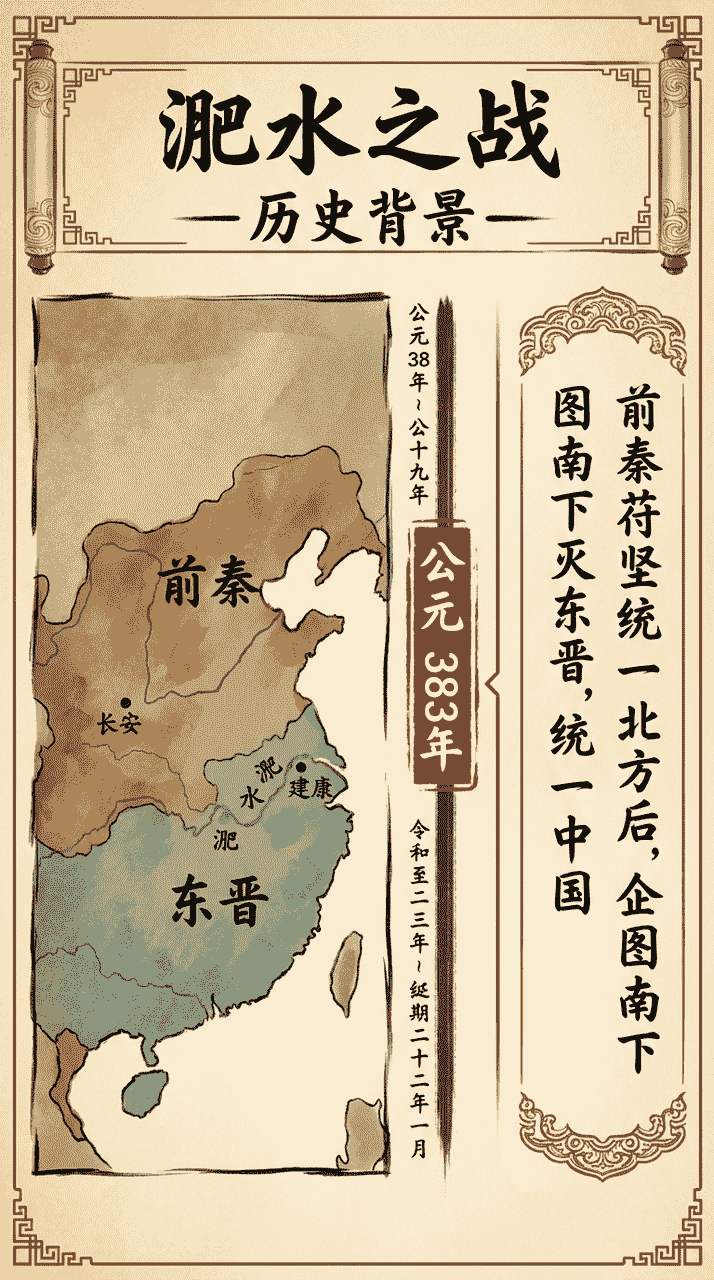 淝水之战
历史背景
前秦
长安
淝水
建康
淝
东晋
公元38年~公十九年
公元 383年
令和至二三年~延期二十二年一月
前秦苻坚统一北方后,企图南下
图南下灭东晋,统一中国